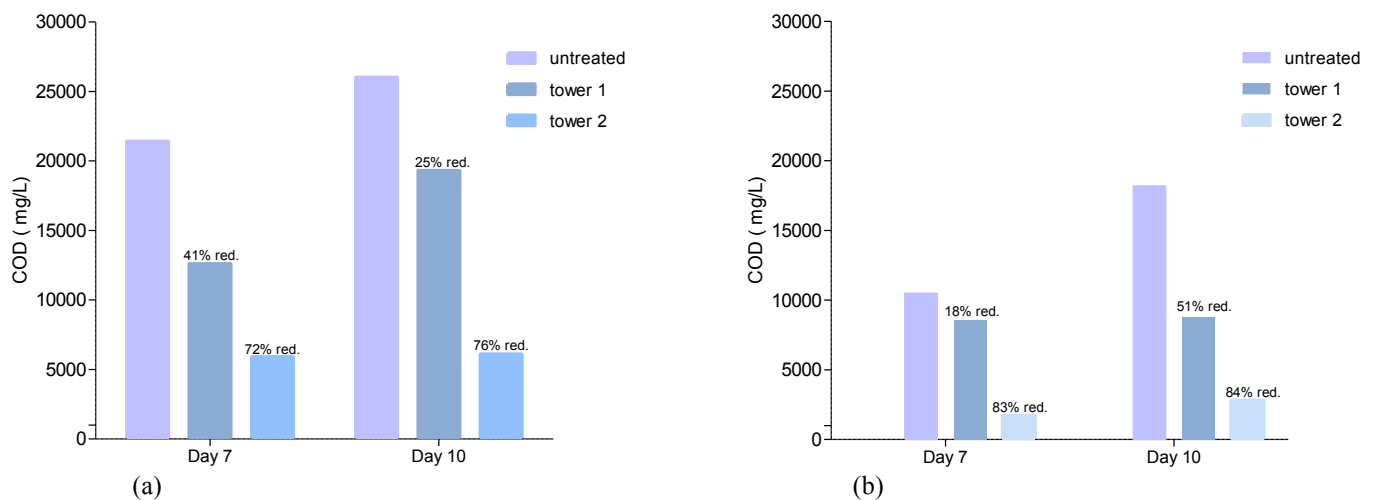 30000
25000
20000
15000
10000
5000
0
COD ( mg/L)
untreated
tower 1
tower 2
41% red.
72% red.
25% red.
76% red.
Day 7
Day 10
(a)
30000
25000
20000
15000
10000
5000
0
COD ( mg/L)
untreated
tower 1
tower 2
18% red.
83% red.
51% red.
84% red.
Day 7
Day 10
(b)